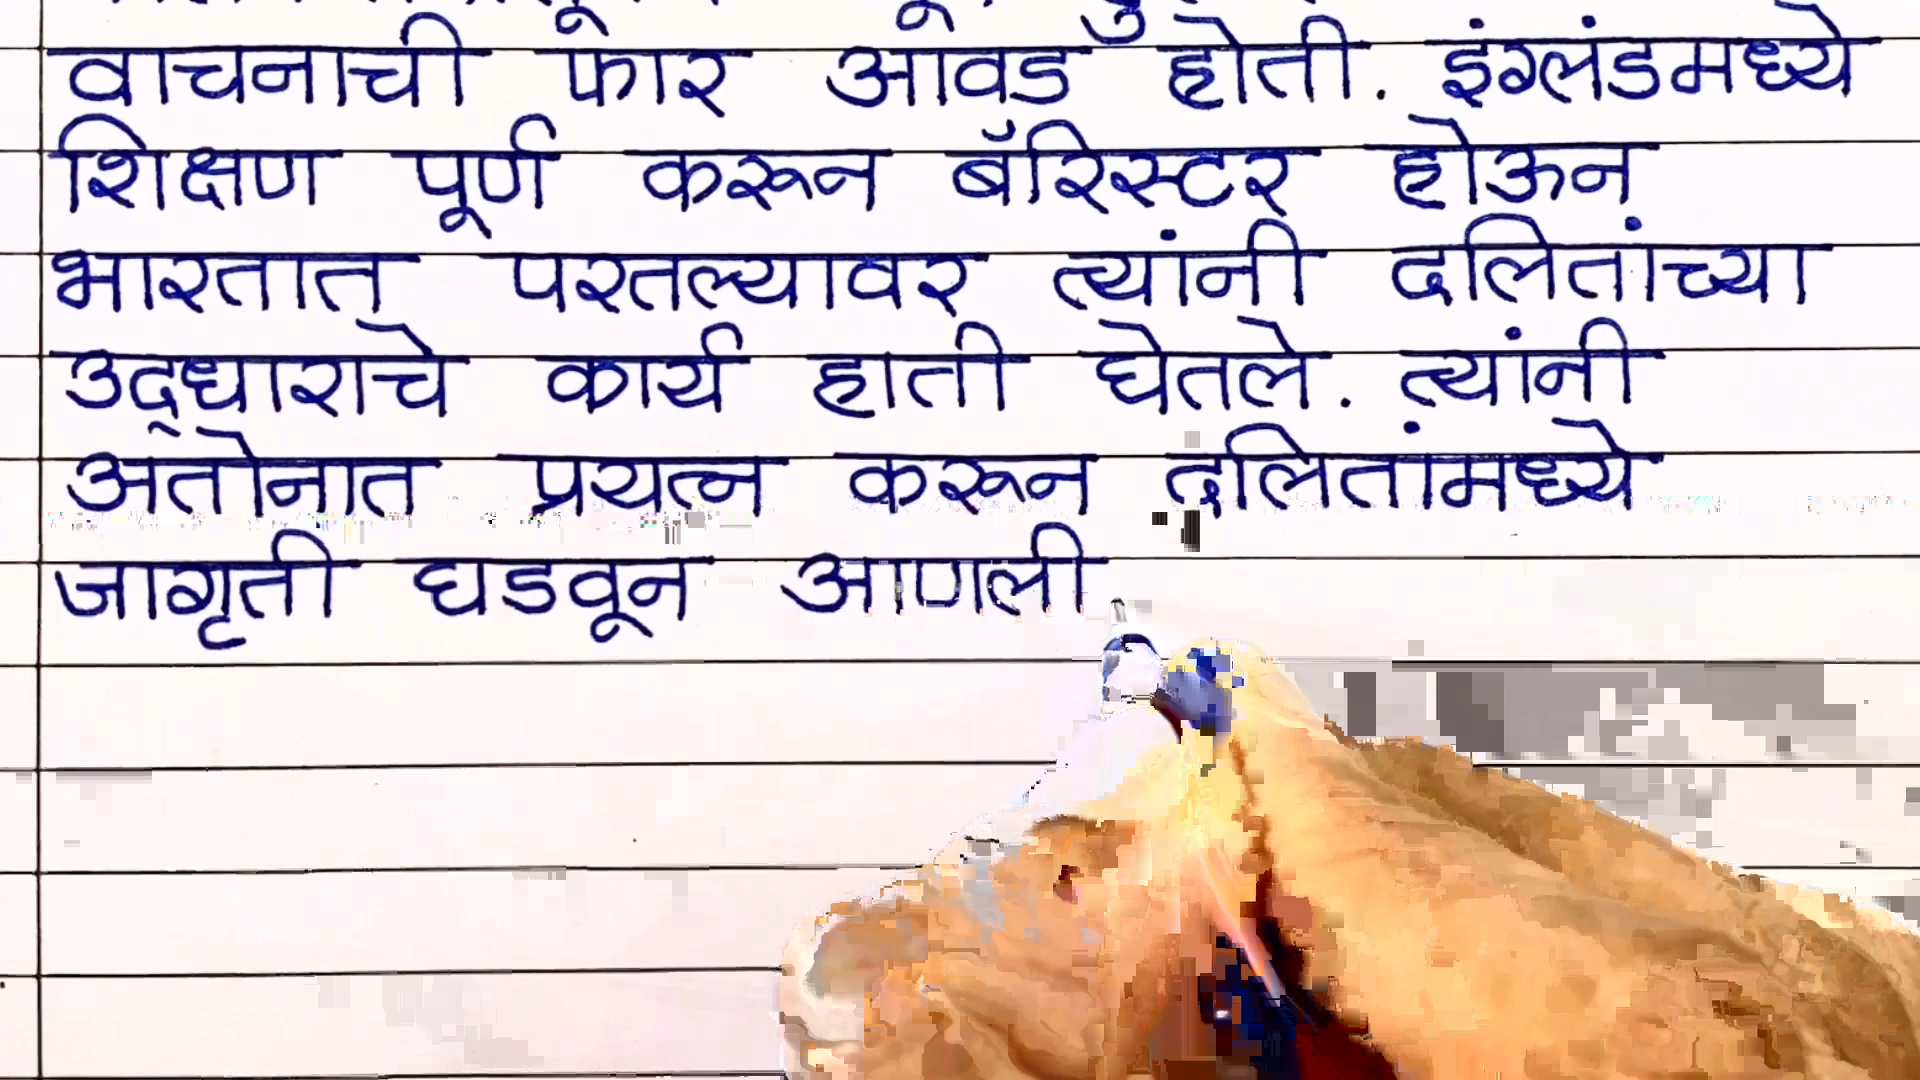 वाचनाची फार आवड होती. इंग्लंडमध्ये
शिक्षण पूर्ण करून बॅरिस्टर होऊन
भारतात परतल्यावर त्यांनी दलितांच्या
उद्धाराचे कार्य हाती घेतले. त्यांनी
अतोनात प्रयत्न करून दलितांमध्ये
जागृती घडवून आणली